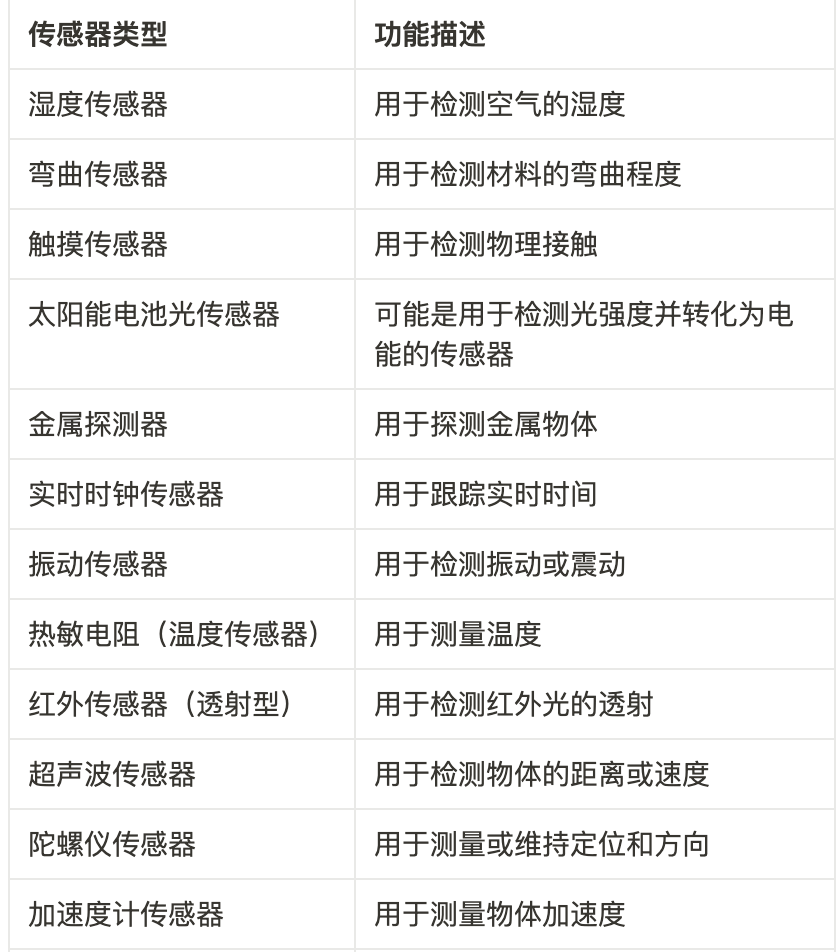 传感器类型 功能描述
湿度传感器 用于检测空气的湿度
弯曲传感器 用于检测材料的弯曲程度
触摸传感器 用于检测物理接触
太阳能电池光传感器 可能是用于检测光强度并转化为电
能的传感器
金属探测器 用于探测金属物体
实时时钟传感器 用于跟踪实时时间
振动传感器 用于检测振动或震动
热敏电阻（温度传感器） 用于测量温度
红外传感器（透射型） 用于检测红外光的透射
超声波传感器 用于检测物体的距离或速度
陀螺仪传感器 用于测量或维持定位和方向
加速度计传感器 用于测量物体加速度